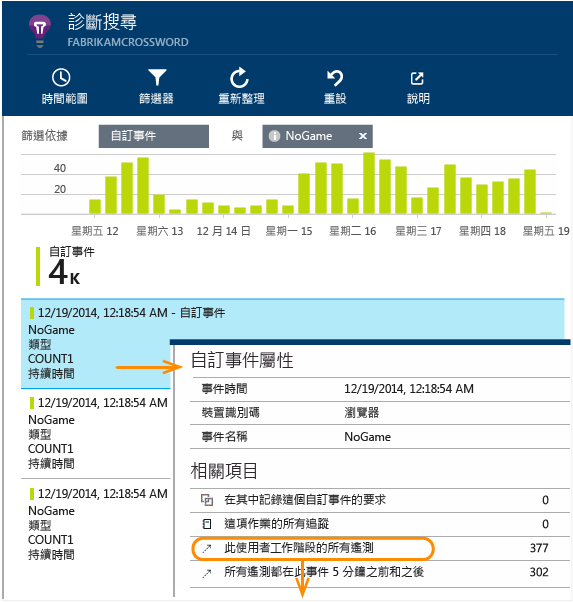 診斷搜尋
FABRIKAMCROSSWORD
時間範圍 篩選器 重新整理 重設 說明
篩選依據 自訂事件 與 NoGame ×
40
20
星期五 12 星期六 13 12 月 14 日 星期一 15 星期二 16 星期三 17 星期四 18 星期五 19
自訂事件
4K
12/19/2014, 12:18:54 AM - 自訂事件
NoGame
類型
COUNT1
持續時間
12/19/2014, 12:18:54 AM
NoGame
類型
COUNT1
持續時間
12/19/2014, 12:18:54 AM
NoGame
類型
COUNT1
持續時間
自訂事件屬性
事件時間 12/19/2014, 12:18:54 AM
裝置識別碼 瀏覽器
事件名稱 NoGame
相關項目
在其中記錄這個自訂事件的要求 0
這項作業的所有追蹤 0
此使用者工作階段的所有遙測 377
所有遙測都在此事件 5 分鐘之前和之後 302